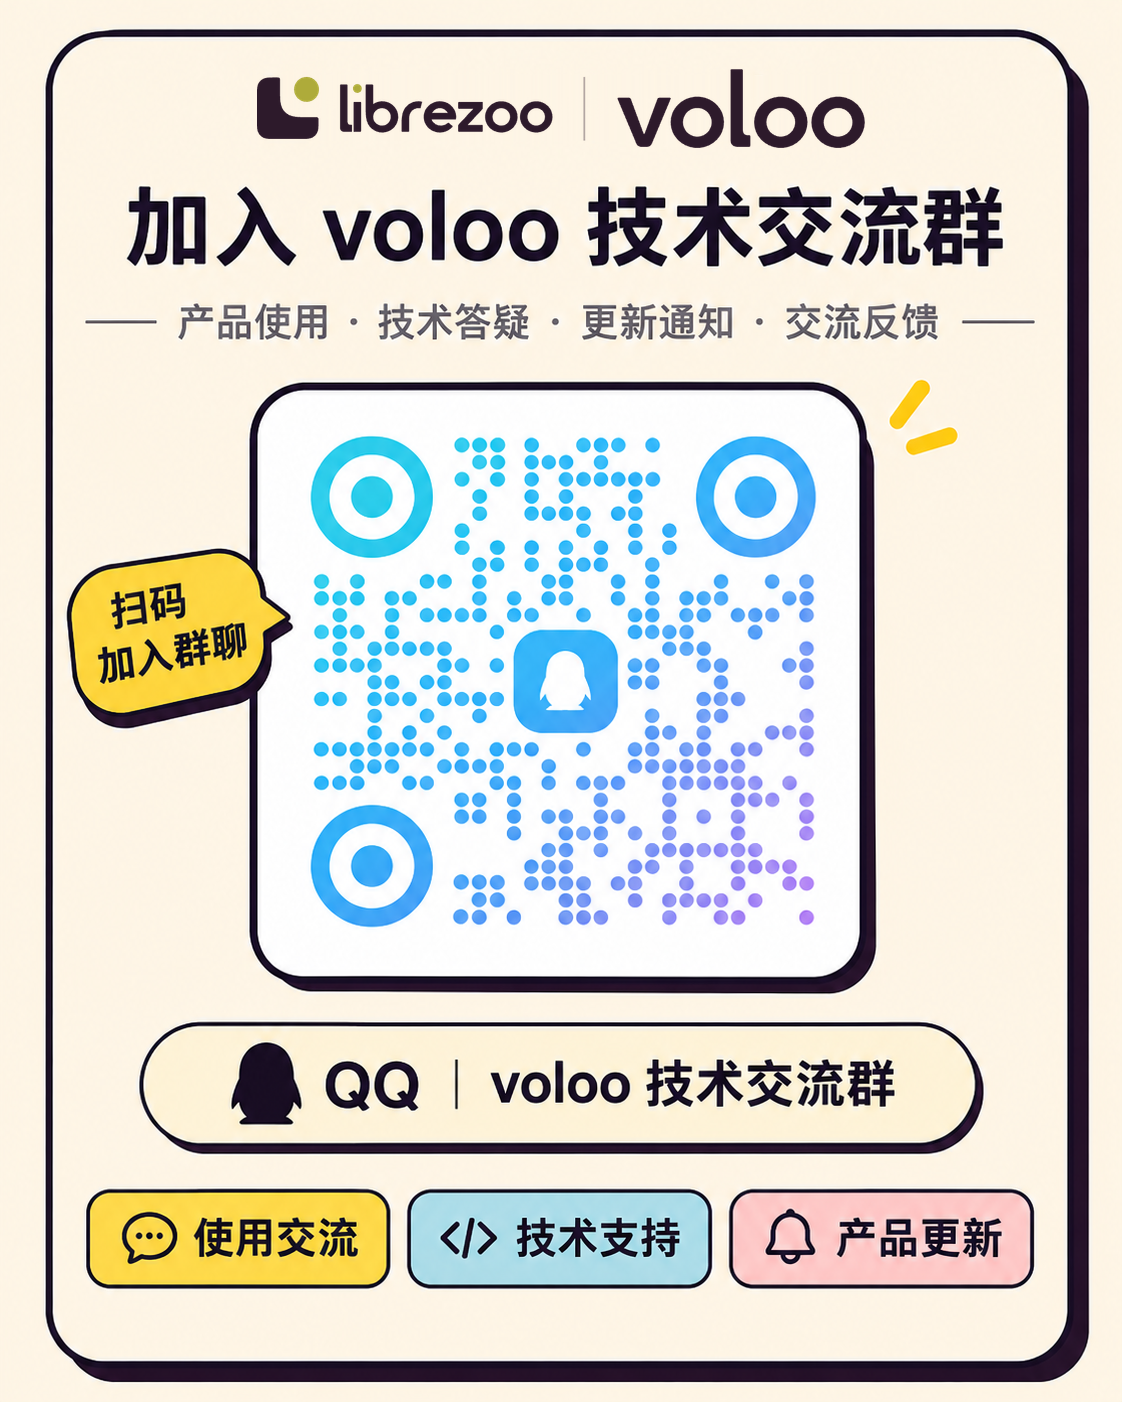 librezoo | voloo
加入 voloo 技术交流群
产品使用 · 技术答疑 · 更新通知 · 交流反馈
扫码
加入群聊
QQ | voloo 技术交流群
使用交流
</> 技术支持
产品更新